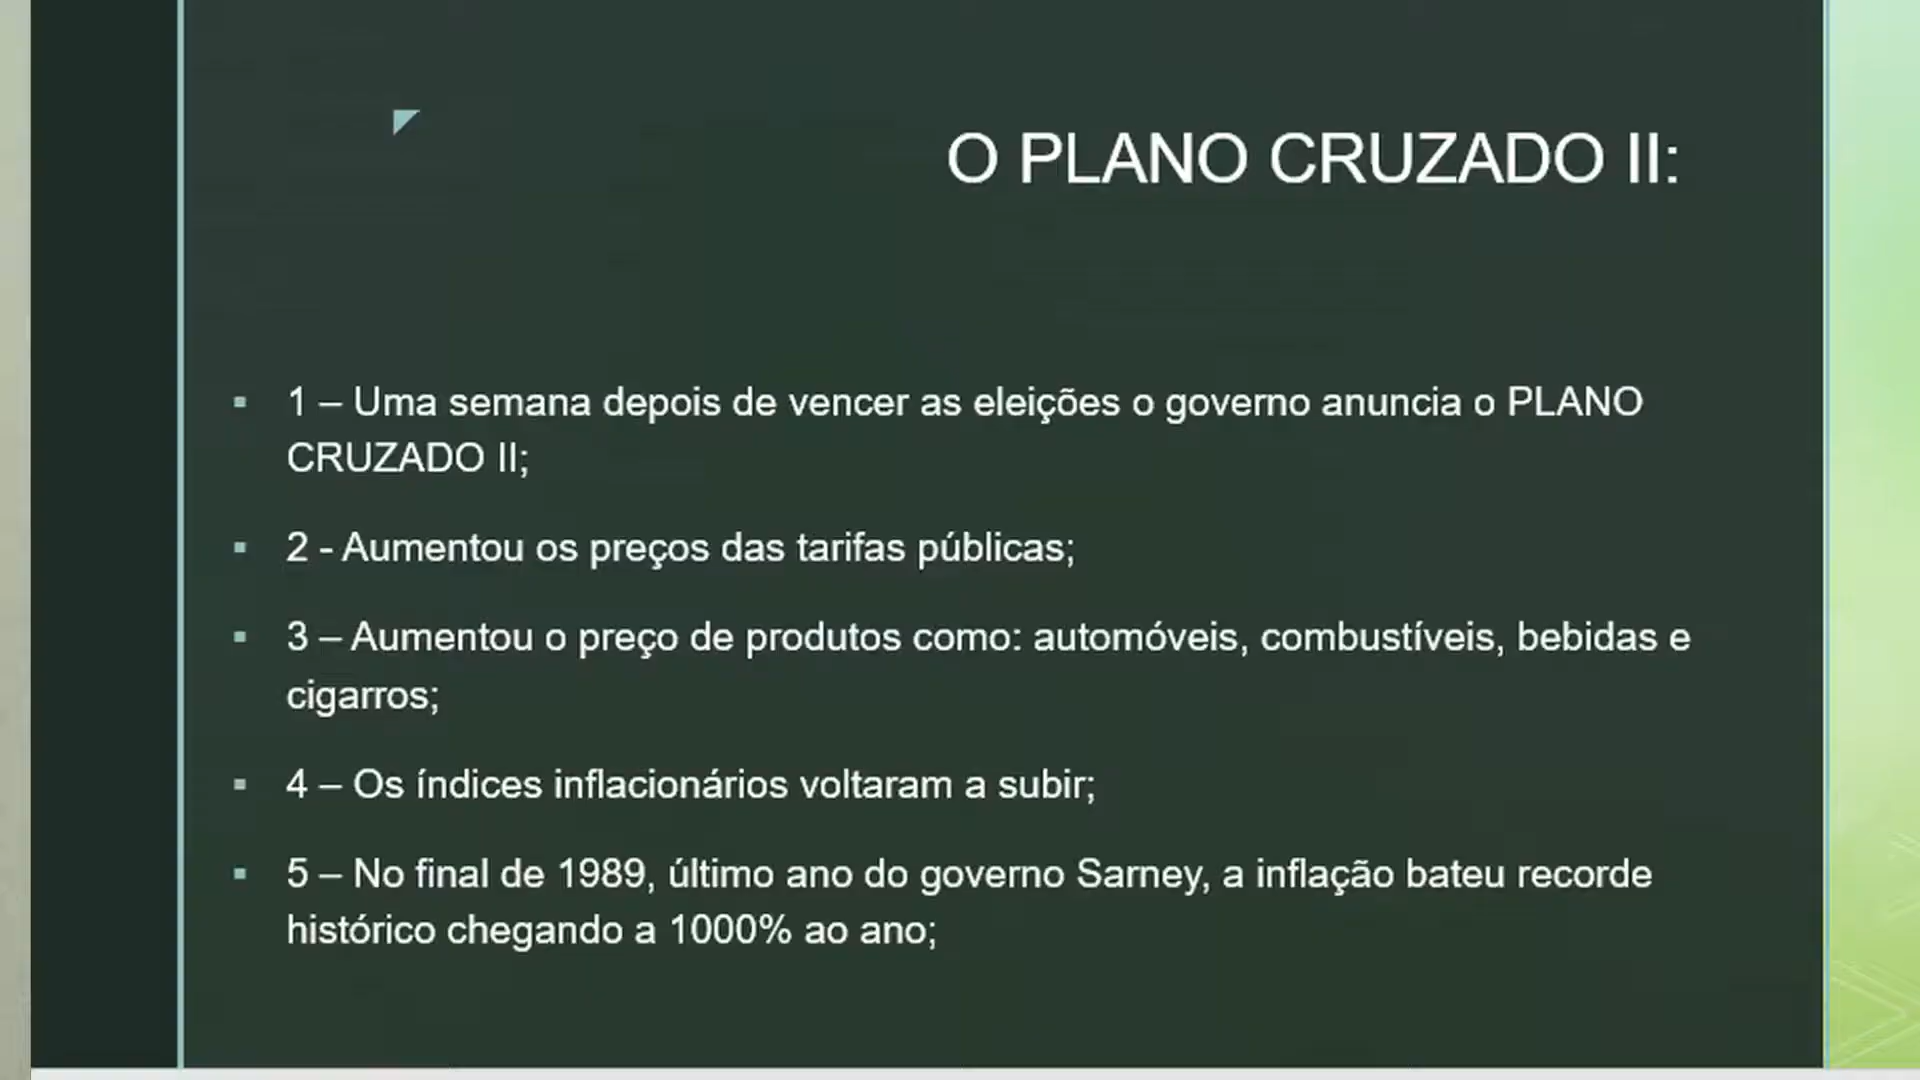 O PLANO CRUZADO II:
1 – Uma semana depois de vencer as eleições o governo anuncia o PLANO
CRUZADO II;
2 - Aumentou os preços das tarifas públicas;
3 – Aumentou o preço de produtos como: automóveis, combustíveis, bebidas e
cigarros;
4 – Os índices inflacionários voltaram a subir;
5 – No final de 1989, último ano do governo Sarney, a inflação bateu recorde
histórico chegando a 1000% ao ano;